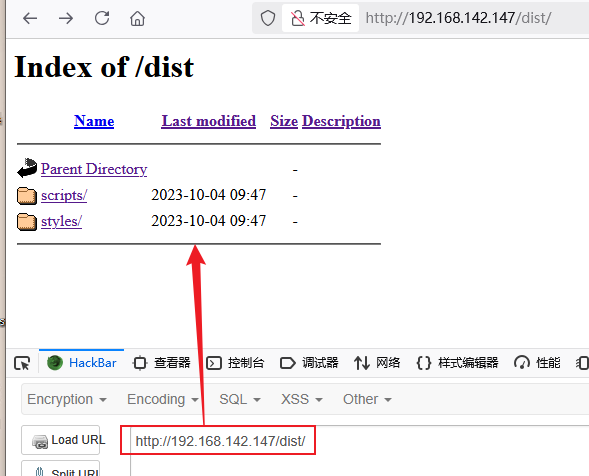 不安全 http://192.168.142.147/dist/
Index of /dist
Name Last modified Size Description
Parent Directory -
scripts/ 2023-10-04 09:47 -
styles/ 2023-10-04 09:47 -
HackBar 查看器 控制台 调试器 网络 {} 样式编辑器 性能
Encryption Encoding SQL XSS Other
Load URL http://192.168.142.147/dist/
Split URL